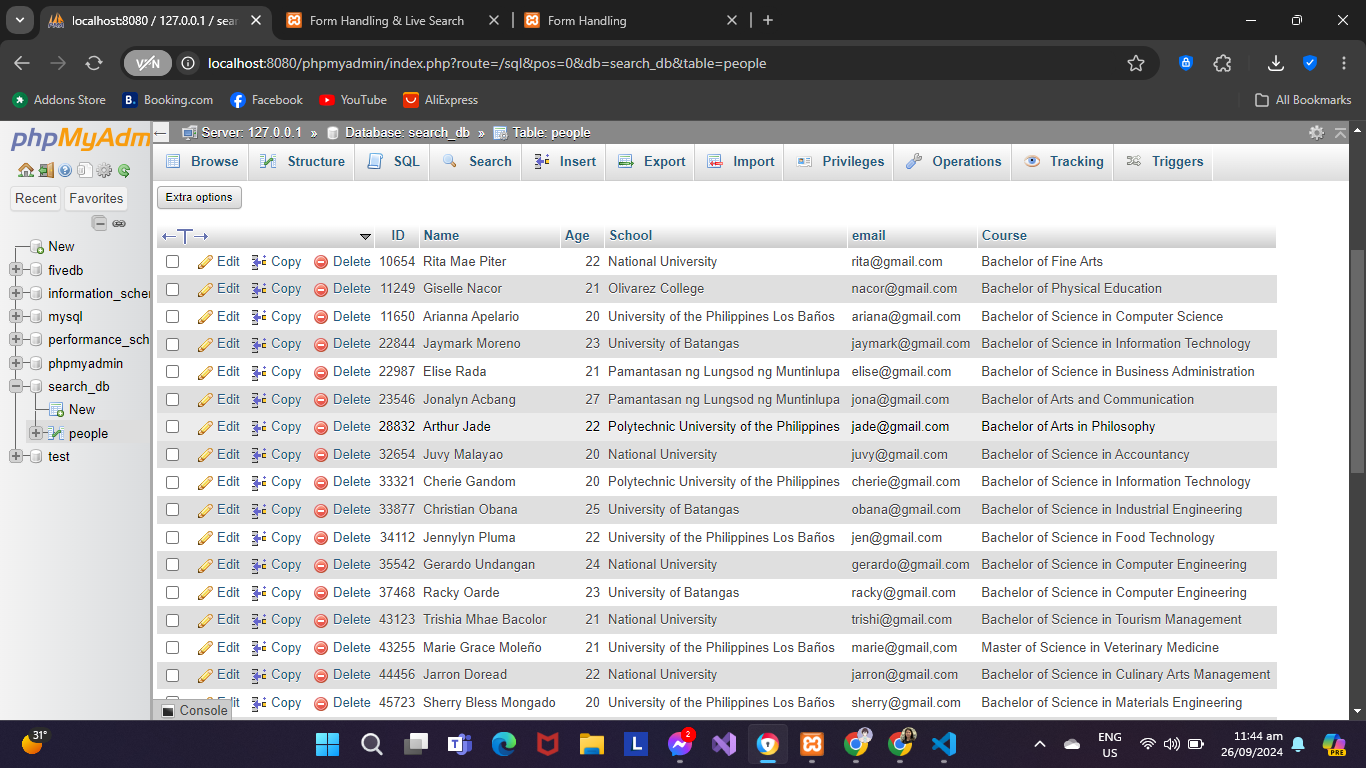 localhost:8080 / 127.0.0.1 / sear
Form Handling & Live Search
Form Handling
VPN
localhost:8080/phpmyadmin/index.php?route=/sql&pos=0&db=search_db&table=people
Addons Store
B. Booking.com
Facebook
YouTube
AliExpress
All Bookmarks
phpMyAdm
Recent Favorites
New
fivedb
information_scher
mysql
performance_sch
phpmyadmin
search_db
New
people
test
Server: 127.0.0.1 » Database: search_db » Table: people
Browse Structure SQL Search Insert Export Import Privileges Operations Tracking Triggers
Extra options
ID Name Age School email Course
Edit Copy Delete 10654 Rita Mae Piter 22 National University rita@gmail.com Bachelor of Fine Arts
Edit Copy Delete 11249 Giselle Nacor 21 Olivarez College nacor@gmail.com Bachelor of Physical Education
Edit Copy Delete 11650 Arianna Apelario 20 University of the Philippines Los Baños ariana@gmail.com Bachelor of Science in Computer Science
Edit Copy Delete 22844 Jaymark Moreno 23 University of Batangas jaymark@gmail.com Bachelor of Science in Information Technology
Edit Copy Delete 22987 Elise Rada 21 Pamantasan ng Lungsod ng Muntinlupa elise@gmail.com Bachelor of Science in Business Administration
Edit Copy Delete 23546 Jonalyn Acbang 27 Pamantasan ng Lungsod ng Muntinlupa jona@gmail.com Bachelor of Arts and Communication
Edit Copy Delete 28832 Arthur Jade 22 Polytechnic University of the Philippines jade@gmail.com Bachelor of Arts in Philosophy
Edit Copy Delete 32654 Juvy Malayao 20 National University juvy@gmail.com Bachelor of Science in Accountancy
Edit Copy Delete 33321 Cherie Gandom 20 Polytechnic University of the Philippines cherie@gmail.com Bachelor of Science in Information Technology
Edit Copy Delete 33877 Christian Obana 25 University of Batangas obana@gmail.com Bachelor of Science in Industrial Engineering
Edit Copy Delete 34112 Jennylyn Pluma 22 University of the Philippines Los Baños jen@gmail.com Bachelor of Science in Food Technology
Edit Copy Delete 35542 Gerardo Undangan 24 National University gerardo@gmail.com Bachelor of Science in Computer Engineering
Edit Copy Delete 37468 Racky Oarde 23 University of Batangas racky@gmail.com Bachelor of Science in Computer Engineering
Edit Copy Delete 43123 Trishia Mhae Bacolor 21 National University trishi@gmail.com Bachelor of Science in Tourism Management
Edit Copy Delete 43255 Marie Grace Moleño 21 University of the Philippines Los Baños marie@gmail,com Master of Science in Veterinary Medicine
Edit Copy Delete 44456 Jarron Doread 22 National University jarron@gmail.com Bachelor of Science in Culinary Arts Management
Edit Copy Delete 45723 Sherry Bless Mongado 20 University of the Philippines Los Baños sherry@gmail.com Bachelor of Science in Materials Engineering
Console
31°
L
2
PRE
ENG
US
11:44 am
26/09/2024